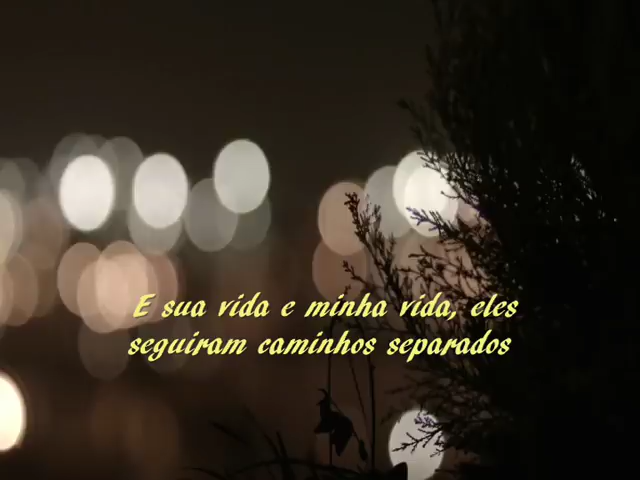 E sua vida e minha vida, eles
seguiram caminhos separados